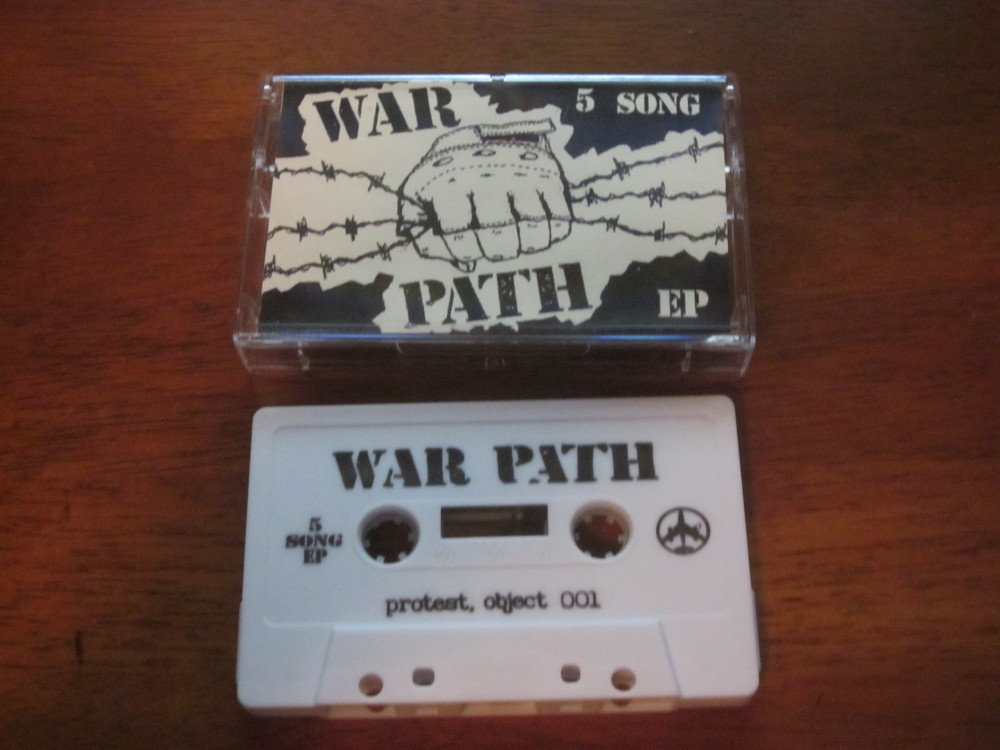 WAR
5 SONG
PATH
EP
WAR PATH
5
SONG
EP
protest, object 001